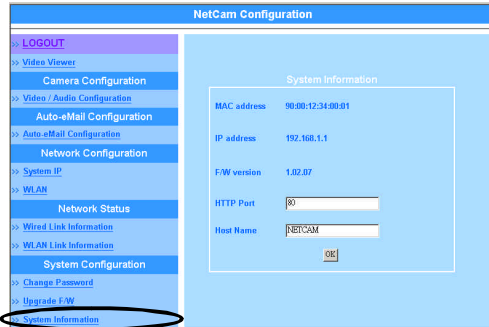 NetCam Configuration
>> LOGOUT
>> Video Viewer
Camera Configuration
>> Video / Audio Configuration
Auto-eMail Configuration
>> Auto-eMail Configuration
Network Configuration
>> System IP
>> WLAN
Network Status
>> Wired Link Information
>> WLAN Link Information
System Configuration
>> Change Password
>> Upgrade F/W
>> System Information
System Information
MAC address 90:00:12:34:00:01
IP address 192.168.1.1
F/W version 1.02.07
HTTP Port 80
Host Name NETCAM
OK